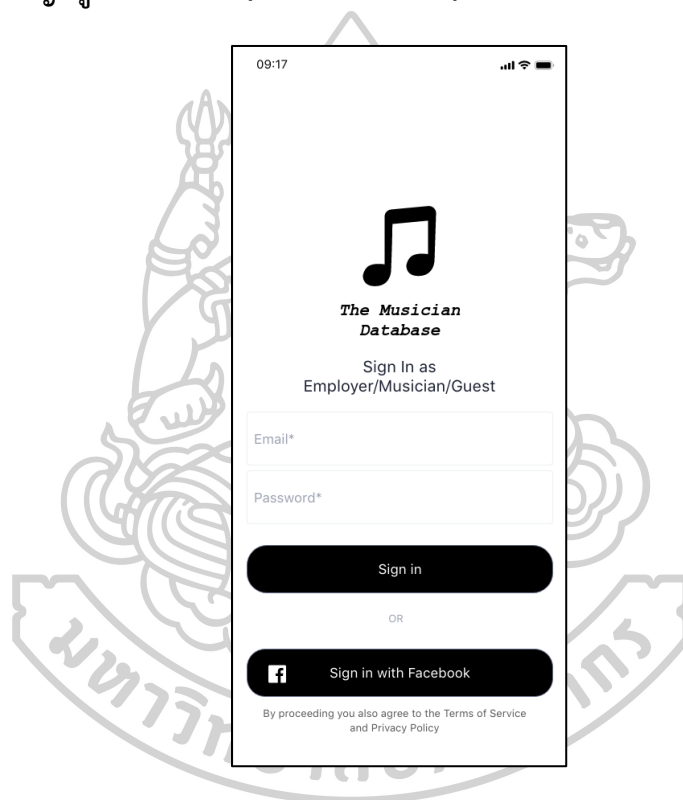 09:17
The Musician
Database
Sign In as
Employer/Musician/Guest
Email*
Password*
Sign in
OR
Sign in with Facebook
By proceeding you also agree to the Terms of Service
and Privacy Policy